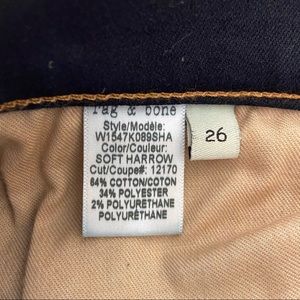 rag & bone
Style/Modèle:
W1547K089SHA
Color/Couleur:
SOFT HARROW
Cut/Coupe#: 12170
64% COTTON/COTON
34% POLYESTER
2% POLYURETHANE
POLYURÉTHANE
26